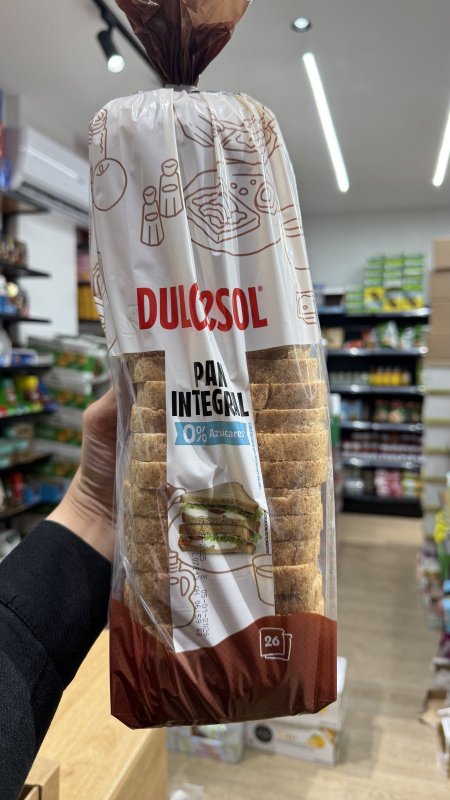 DULCESOL®
PAN
INTEGRAL
0% Azúcares
26